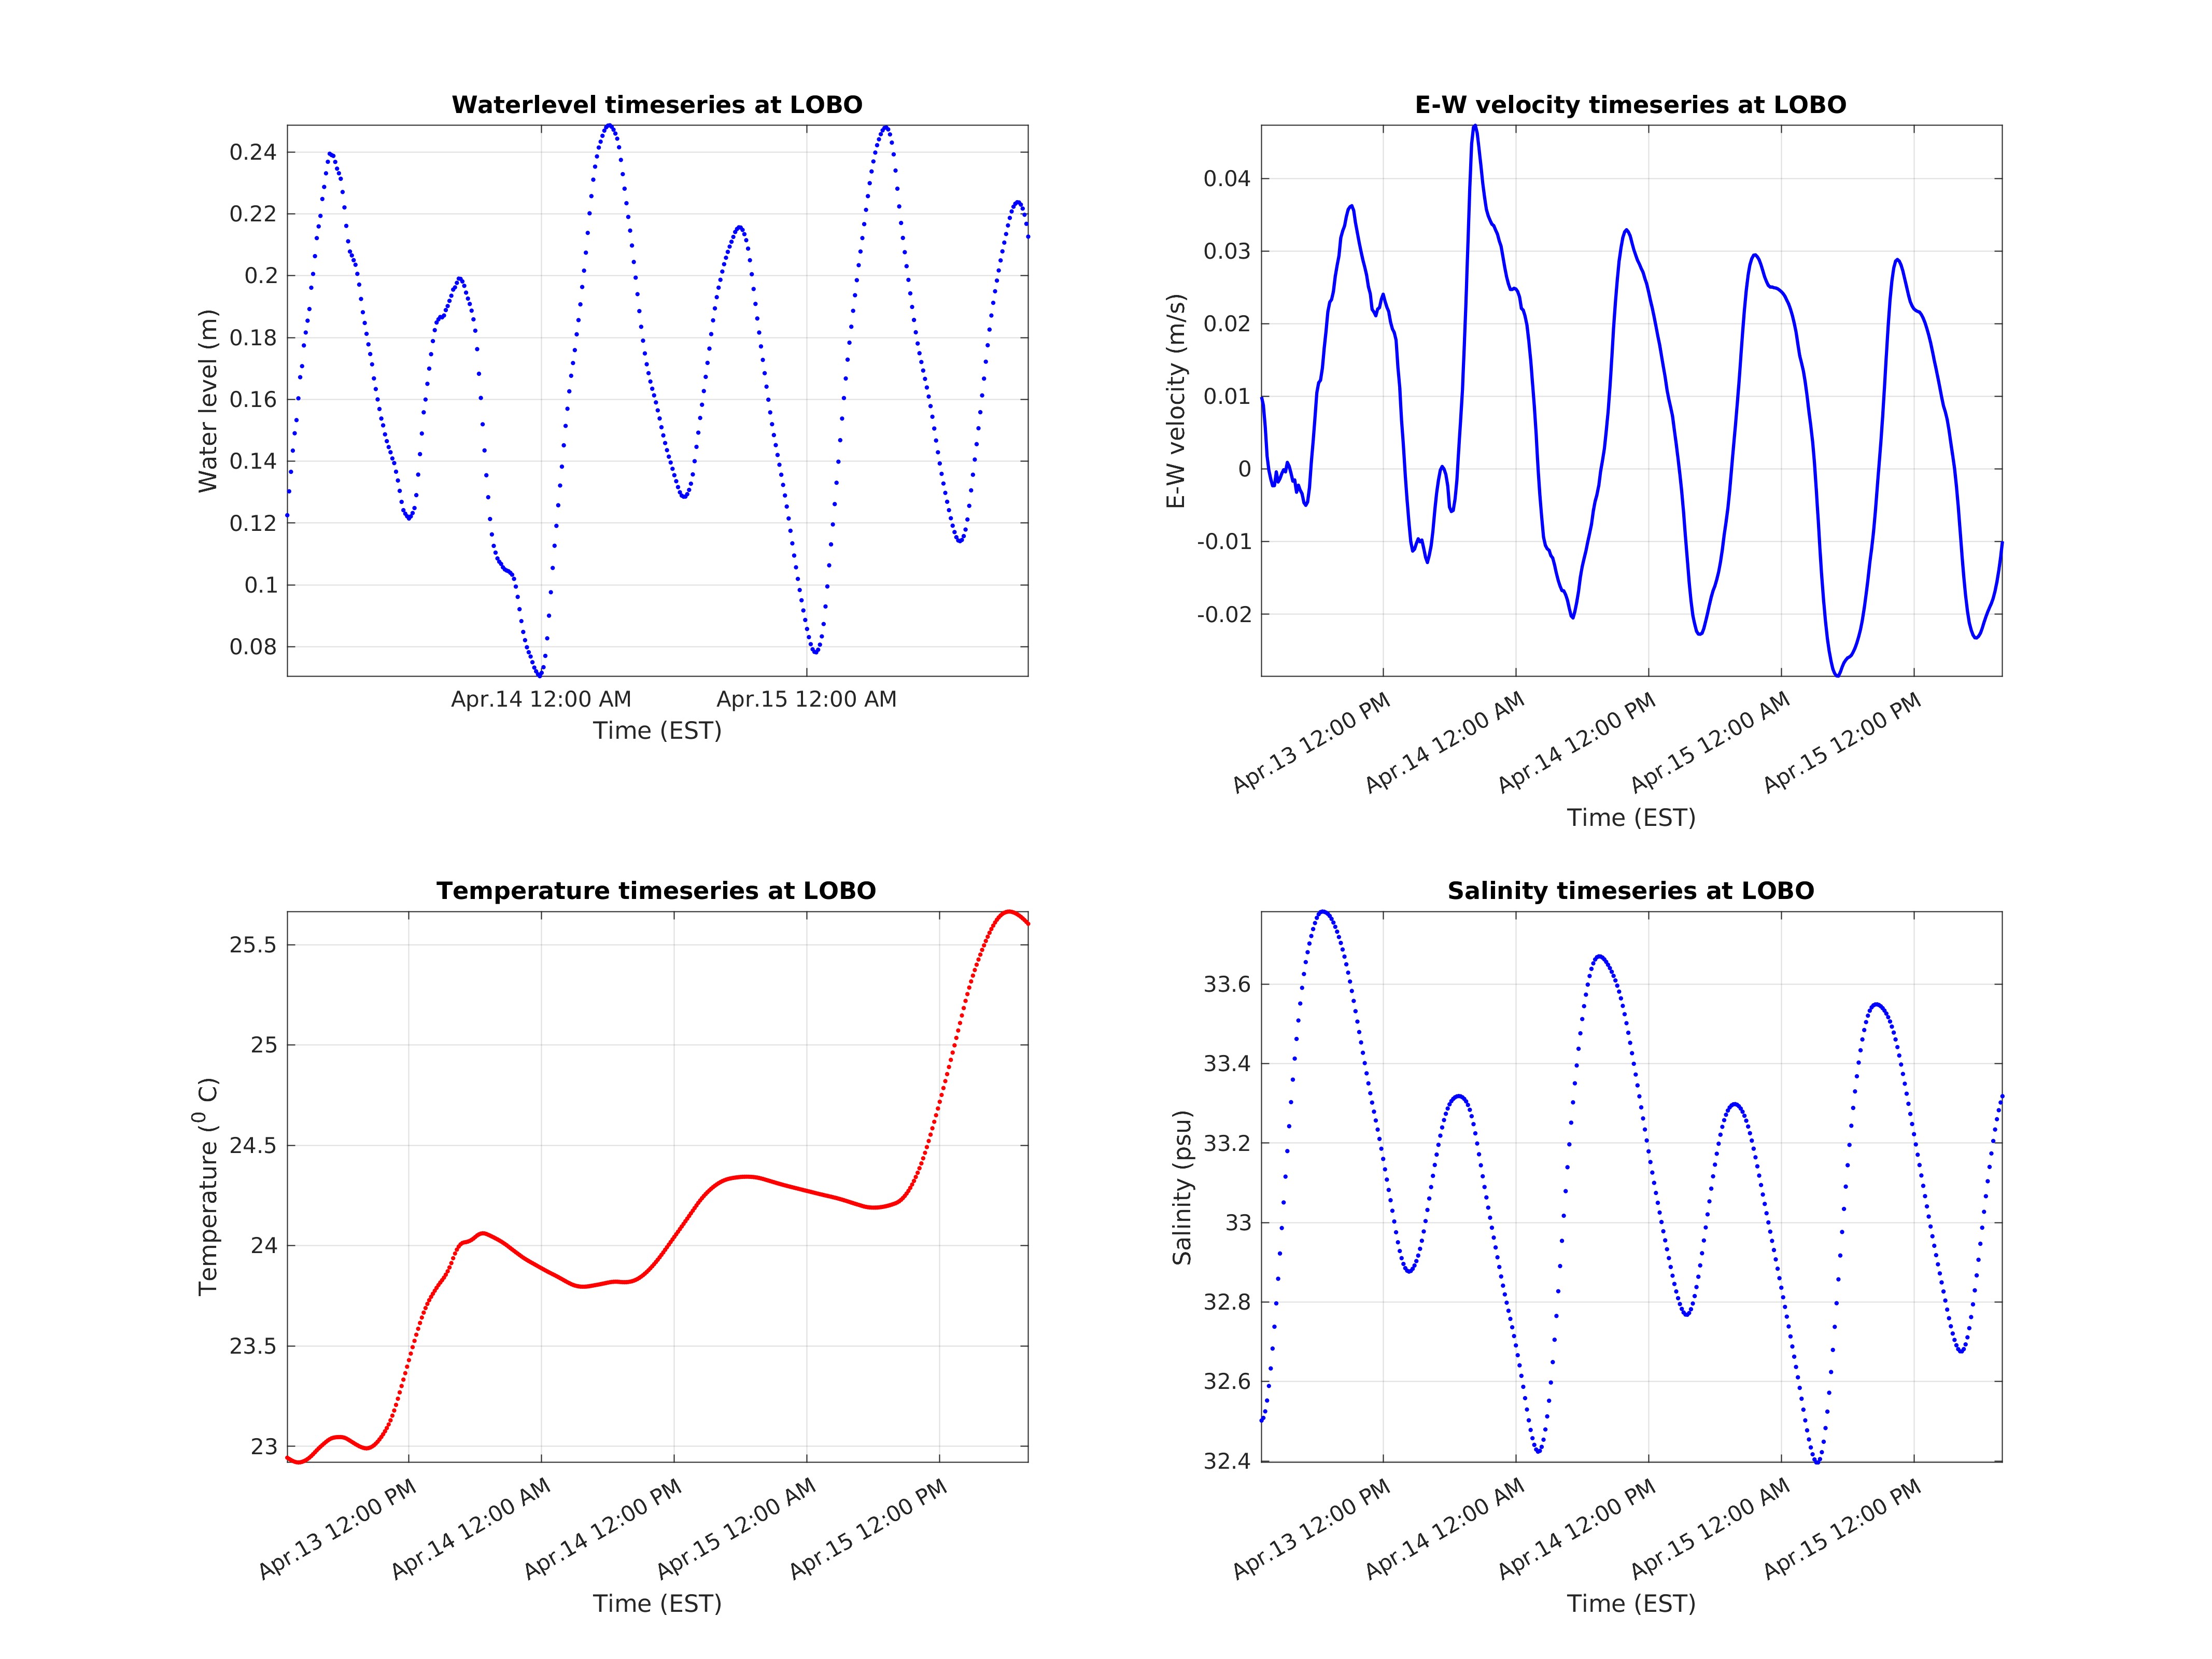 Waterlevel timeseries at LOBO
0.24
0.22
0.2
0.18
0.16
0.14
0.12
0.1
0.08
Water level (m)
Apr.14 12:00 AM
Apr.15 12:00 AM
Time (EST)
E-W velocity timeseries at LOBO
0.04
0.03
0.02
0.01
0
-0.01
-0.02
E-W velocity (m/s)
Apr.13 12:00 PM
Apr.14 12:00 AM
Apr.14 12:00 PM
Apr.15 12:00 AM
Apr.15 12:00 PM
Time (EST)
Temperature timeseries at LOBO
25.5
25
24.5
24
23.5
23
Temperature (⁰ C)
Apr.13 12:00 PM
Apr.14 12:00 AM
Apr.14 12:00 PM
Apr.15 12:00 AM
Apr.15 12:00 PM
Time (EST)
Salinity timeseries at LOBO
33.6
33.4
33.2
33
32.8
32.6
32.4
Salinity (psu)
Apr.13 12:00 PM
Apr.14 12:00 AM
Apr.14 12:00 PM
Apr.15 12:00 AM
Apr.15 12:00 PM
Time (EST)